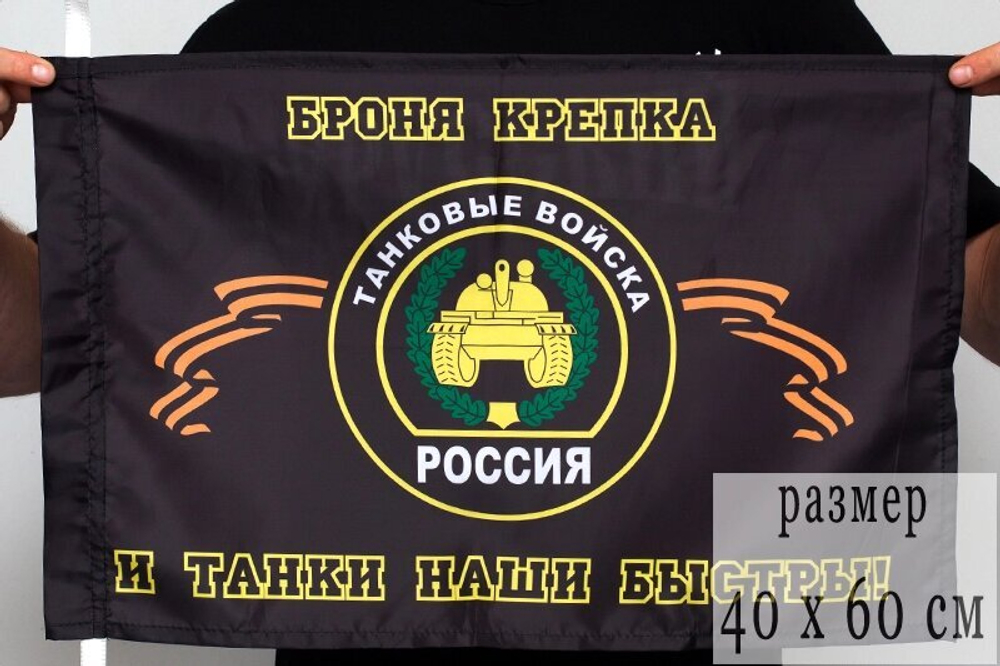 БРОНЯ КРЕПКА
ТАНКОВЫЕ ВОЙСКА
РОССИЯ
И ТАНКИ НАШИ БЫСТРЫ!
размер
40 х 60 см